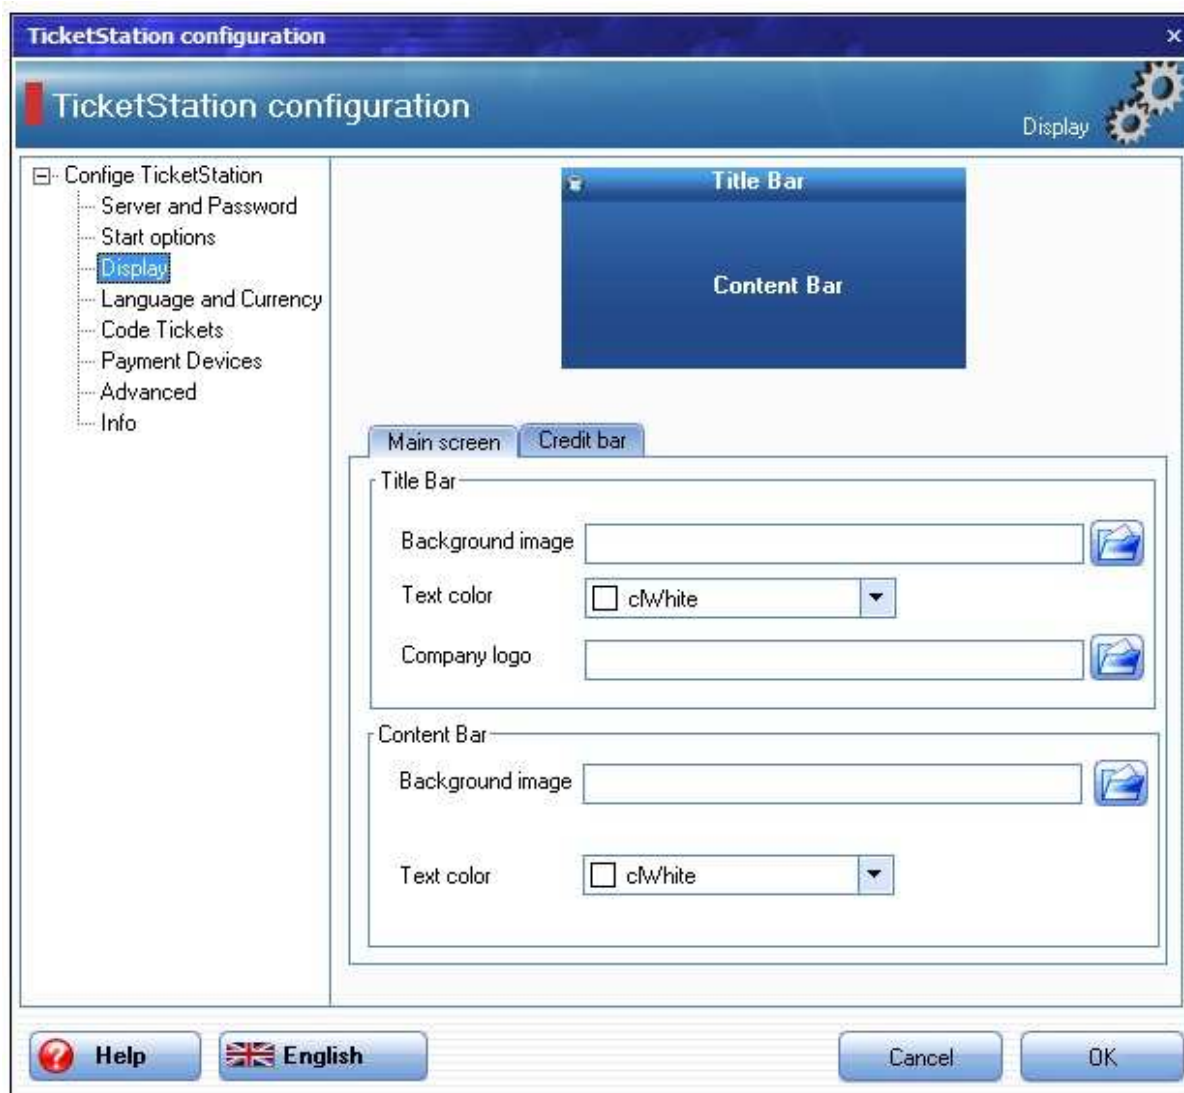 TicketStation configuration
TicketStation configuration
Display
Confige TicketStation
Server and Password
Start options
Display
Language and Currency
Code Tickets
Payment Devices
Advanced
Info
Title Bar
Content Bar
Main screen
Credit bar
Title Bar
Background image
Text color
clWhite
Company logo
Content Bar
Background image
Text color
clWhite
Help
English
Cancel
OK